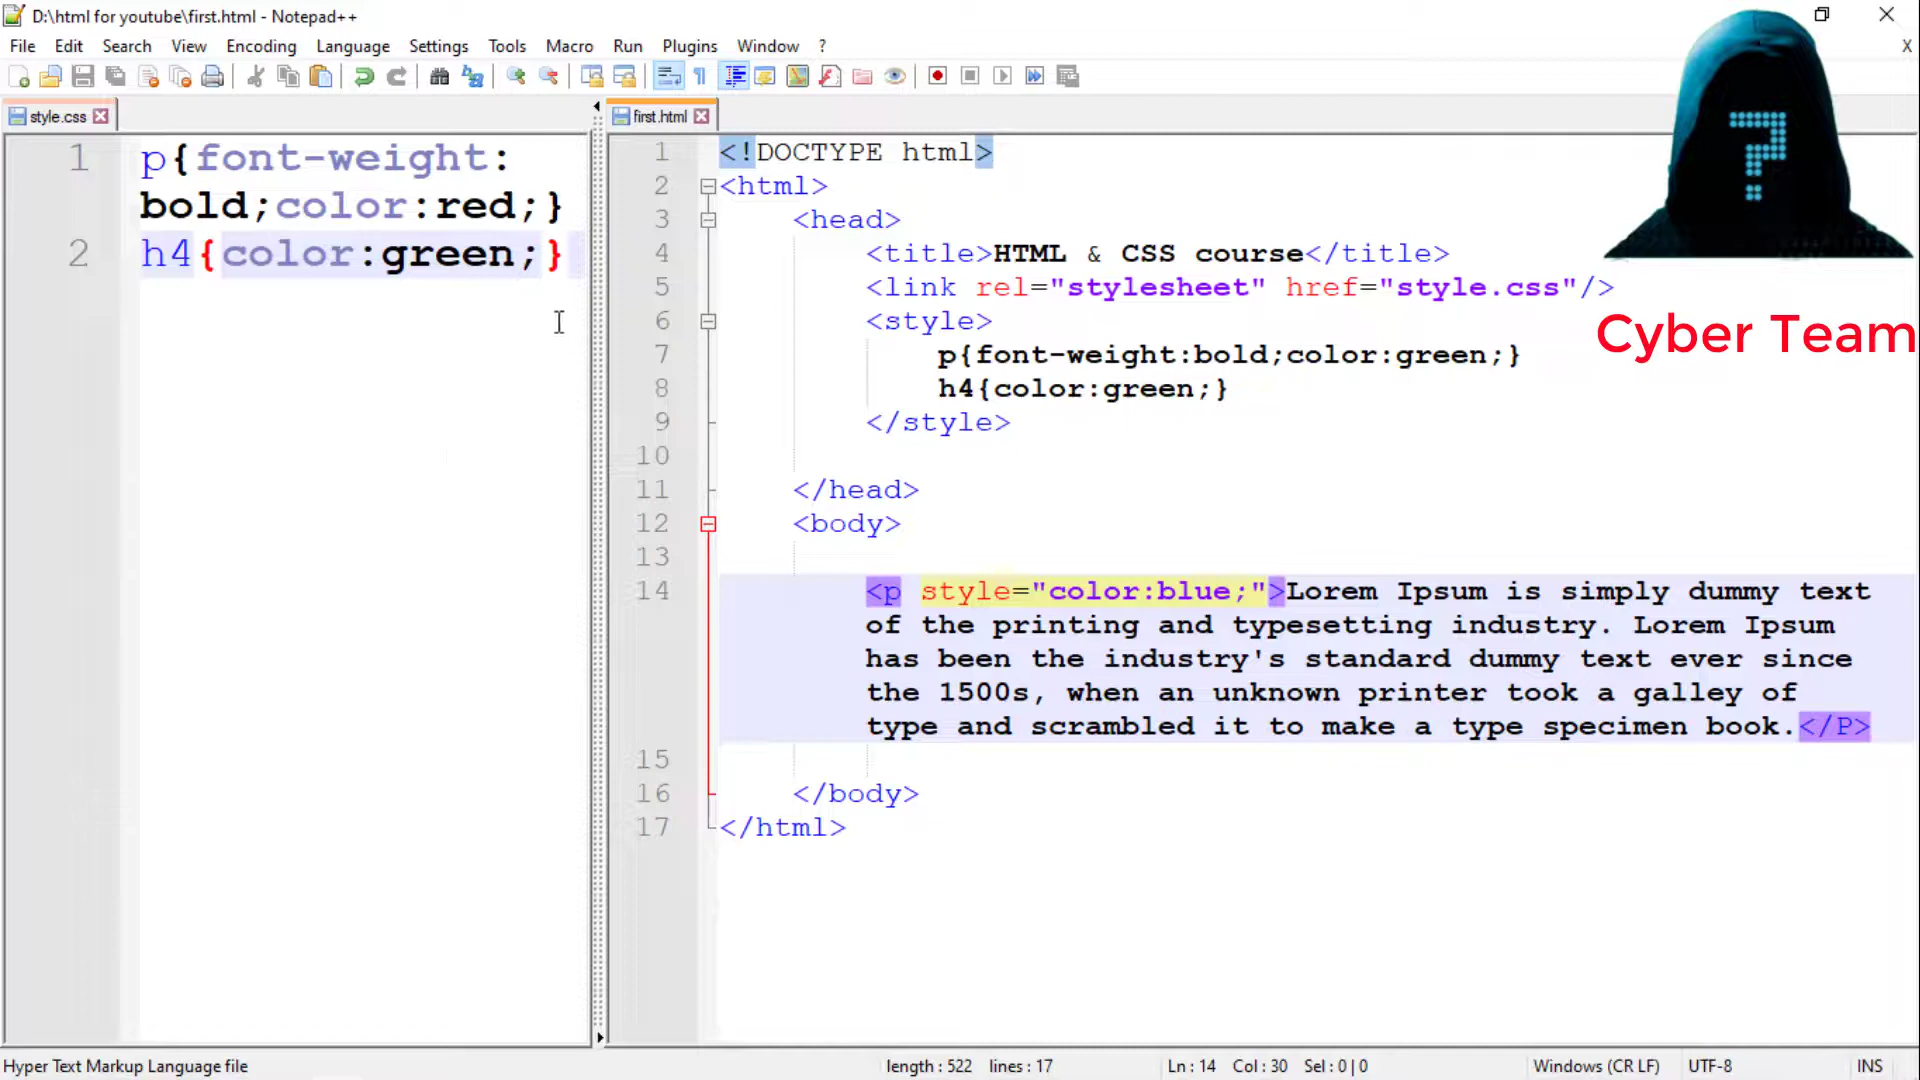 D:\html for youtube\first.html - Notepad++
File Edit Search View Encoding Language Settings Tools Macro Run Plugins Window ? X
style.css
first.html
1 p{font-weight:
bold;color:red;}
2 h4{color:green;}
1 <!DOCTYPE html>
2 <html>
3 <head>
4 <title>HTML & CSS course</title>
5 <link rel="stylesheet" href="style.css"/>
6 <style>
7 p{font-weight:bold;color:green;}
8 h4{color:green;}
9 </style>
10
11 </head>
12 <body>
13
14 <p style="color:blue;">Lorem Ipsum is simply dummy text
of the printing and typesetting industry. Lorem Ipsum
has been the industry's standard dummy text ever since
the 1500s, when an unknown printer took a galley of
type and scrambled it to make a type specimen book.</P>
15
16 </body>
17 </html>
?
Cyber Team
Hyper Text Markup Language file length : 522 lines : 17 Ln : 14 Col : 30 Sel : 0 | 0 Windows (CR LF) UTF-8 INS